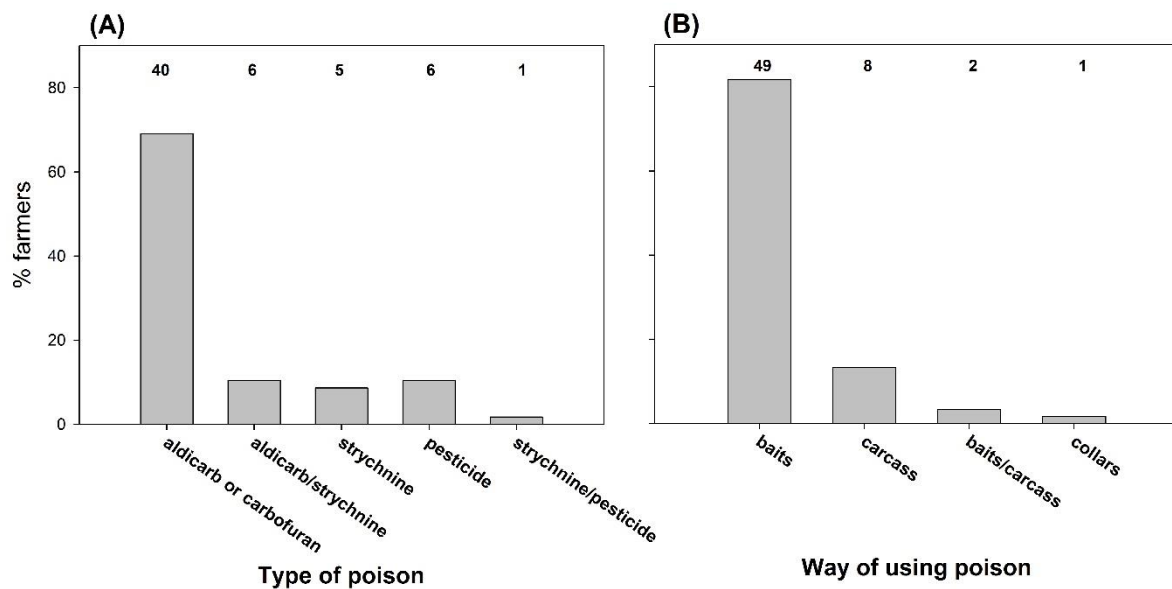 (A)
40 6 5 6 1
80
60
40
20
0
% farmers
aldicarb or carbofuran
aldicarb/strychnine
strychnine
pesticide
strychnine/pesticide
Type of poison
(B)
49 8 2 1
baits
carcass
baits/carcass
collars
Way of using poison